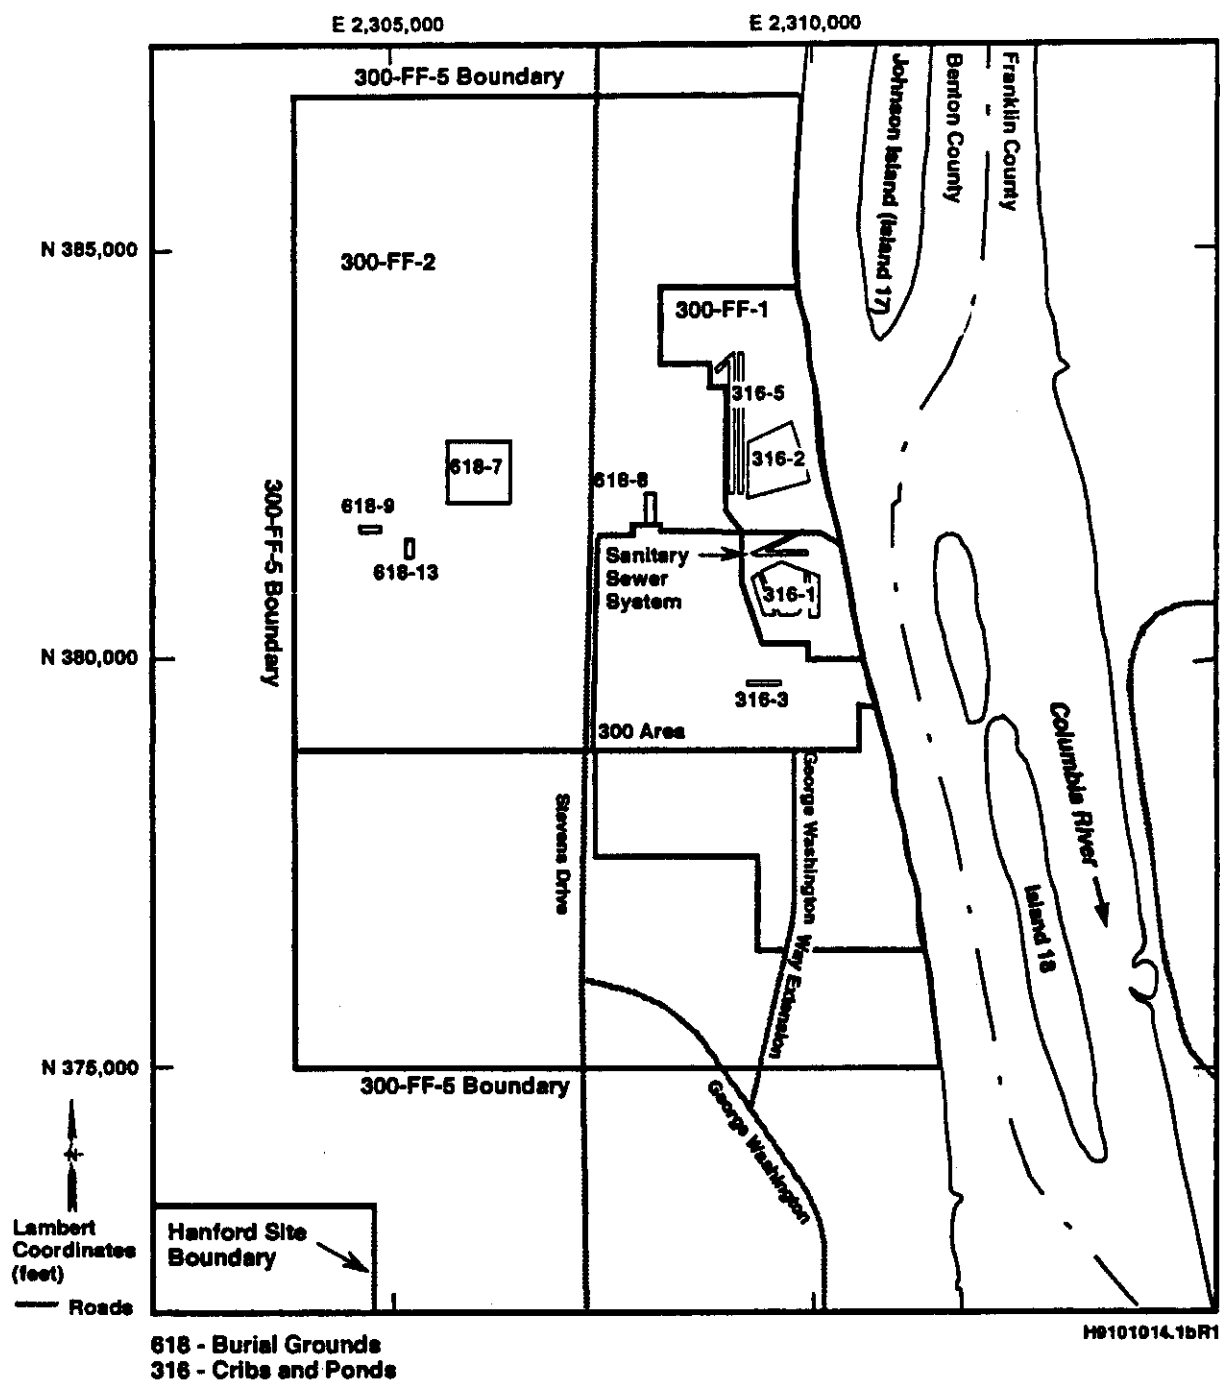 E 2,305,000
E 2,310,000
300-FF-5 Boundary
Johnson Island (Island 17)
Benton County
Franklin County
N 385,000
300-FF-2
300-FF-1
316-5
316-2
618-7
618-8
618-9
618-13
300-FF-5 Boundary
Sanitary
Sewer
System
316-1
N 380,000
316-3
300 Area
Columbia River
Stevens Drive
George Washington Way Extension
Island 18
N 375,000
300-FF-5 Boundary
George Washington
N
Lambert
Coordinates
(feet)
Roads
Hanford Site
Boundary
H9101014.1bR1
618 - Burial Grounds
316 - Cribs and Ponds